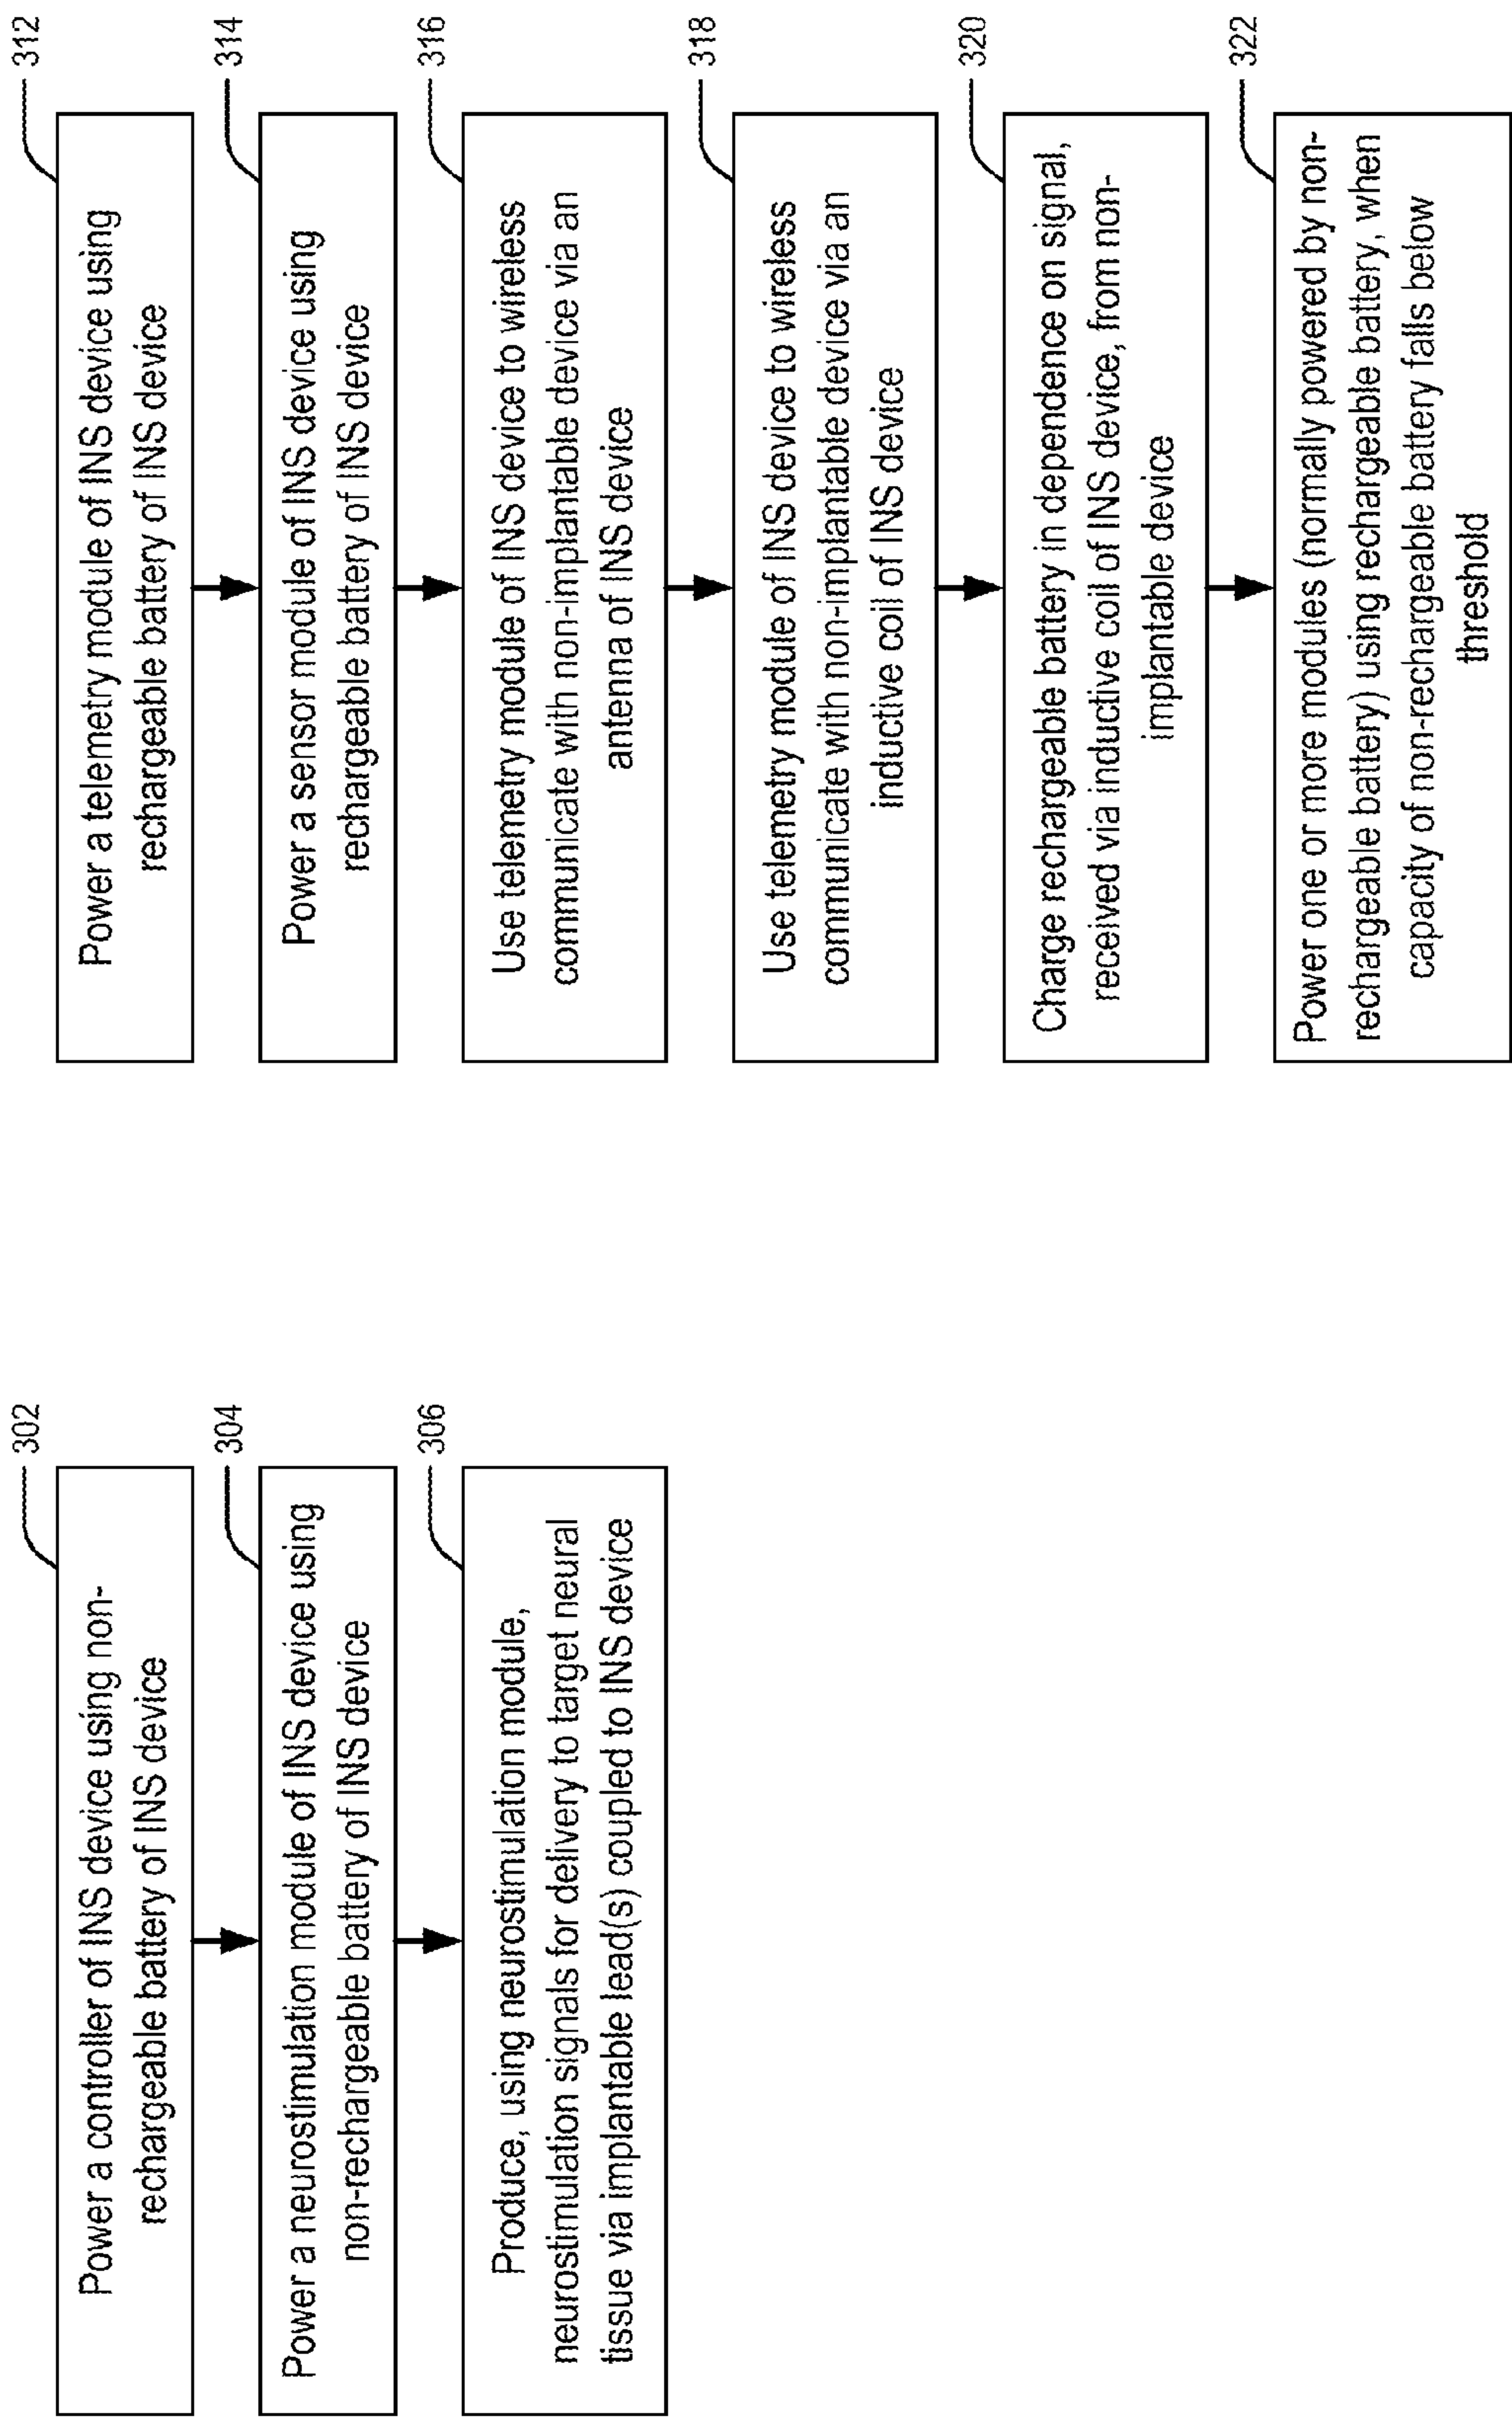 302
Power a controller of INS device using non-
rechargeable battery of INS device
304
Power a neurostimulation module of INS device using
non-rechargeable battery of INS device
306
Produce, using neurostimulation module,
neurostimulation signals for delivery to target neural
tissue via implantable lead(s) coupled to INS device
312
Power a telemetry module of INS device using
rechargeable battery of INS device
314
Power a sensor module of INS device using
rechargeable battery of INS device
316
Use telemetry module of INS device to wireless
communicate with non-implantable device via an
antenna of INS device
318
Use telemetry module of INS device to wireless
communicate with non-implantable device via an
inductive coil of INS device
320
Charge rechargeable battery in dependence on signal,
received via inductive coil of INS device, from non-
implantable device
322
Power one or more modules (normally powered by non-
rechargeable battery) using rechargeable battery, when
capacity of non-rechargeable battery falls below
threshold